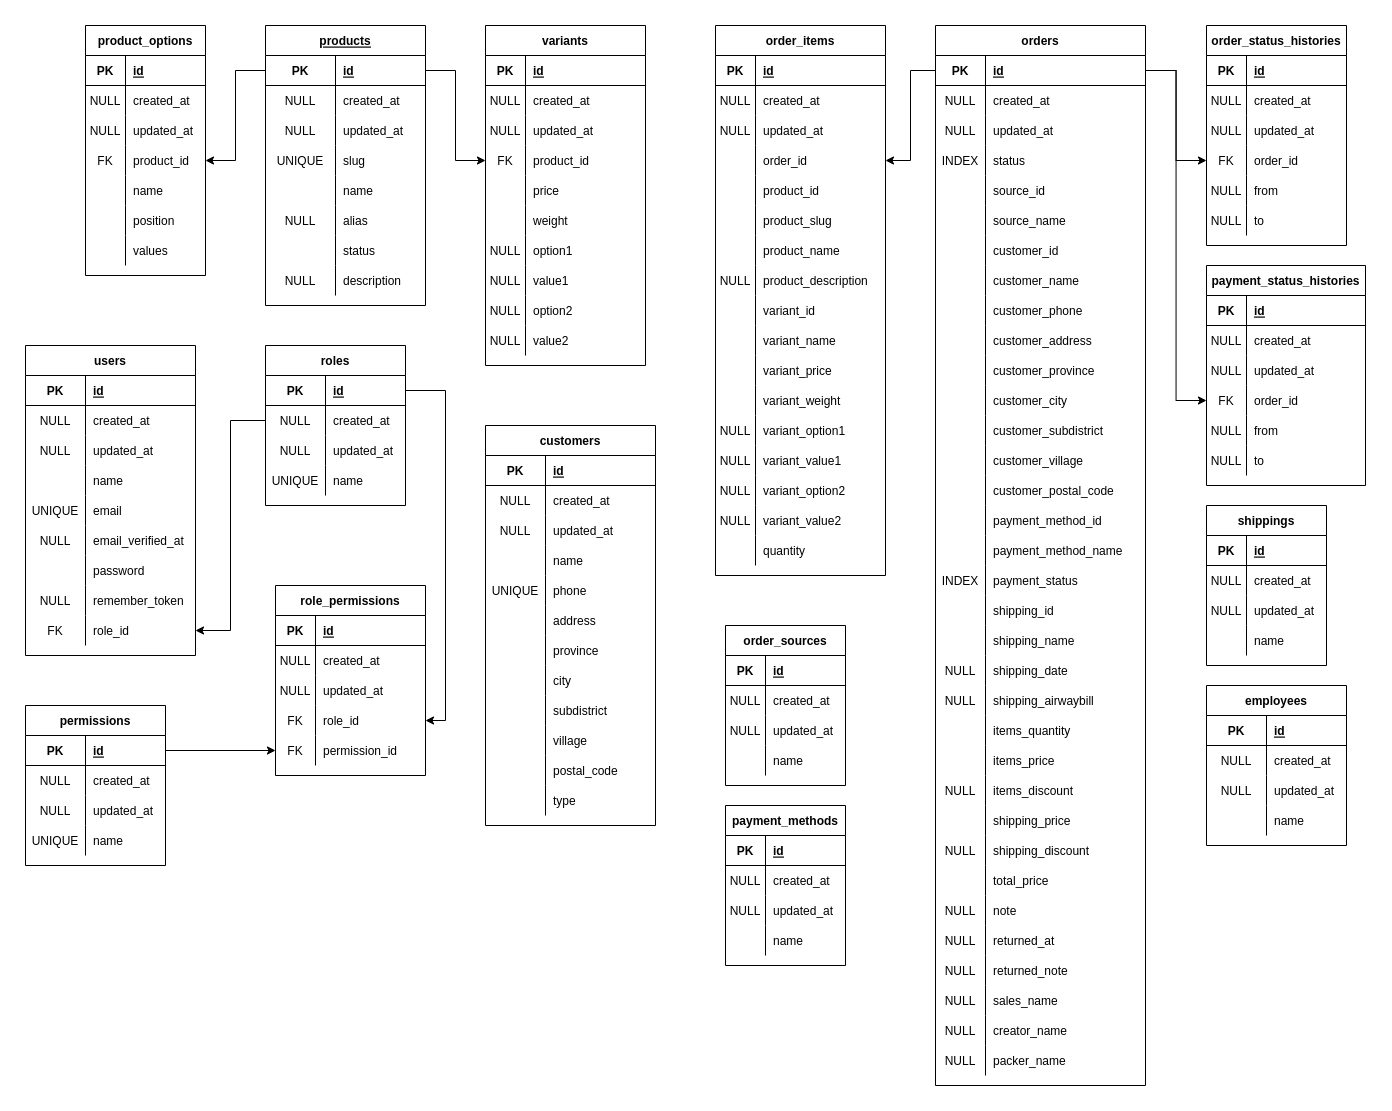 product_options
PK id
NULL created_at
NULL updated_at
FK product_id
name
position
values
products
PK id
NULL created_at
NULL updated_at
UNIQUE slug
name
NULL alias
status
NULL description
variants
PK id
NULL created_at
NULL updated_at
FK product_id
price
weight
NULL option1
NULL value1
NULL option2
NULL value2
order_items
PK id
NULL created_at
NULL updated_at
order_id
product_id
product_slug
product_name
NULL product_description
variant_id
variant_name
variant_price
variant_weight
NULL variant_option1
NULL variant_value1
NULL variant_option2
NULL variant_value2
quantity
orders
PK id
NULL created_at
NULL updated_at
INDEX status
source_id
source_name
customer_id
customer_name
customer_phone
customer_address
customer_province
customer_city
customer_subdistrict
customer_village
customer_postal_code
payment_method_id
payment_method_name
INDEX payment_status
shipping_id
shipping_name
NULL shipping_date
NULL shipping_airwaybill
items_quantity
items_price
NULL items_discount
shipping_price
NULL shipping_discount
total_price
NULL note
NULL returned_at
NULL returned_note
NULL sales_name
NULL creator_name
NULL packer_name
order_status_histories
PK id
NULL created_at
NULL updated_at
FK order_id
NULL from
NULL to
payment_status_histories
PK id
NULL created_at
NULL updated_at
FK order_id
NULL from
NULL to
users
PK id
NULL created_at
NULL updated_at
name
UNIQUE email
NULL email_verified_at
password
NULL remember_token
FK role_id
roles
PK id
NULL created_at
NULL updated_at
UNIQUE name
customers
PK id
NULL created_at
NULL updated_at
name
UNIQUE phone
address
province
city
subdistrict
village
postal_code
type
shippings
PK id
NULL created_at
NULL updated_at
name
role_permissions
PK id
NULL created_at
NULL updated_at
FK role_id
FK permission_id
order_sources
PK id
NULL created_at
NULL updated_at
name
employees
PK id
NULL created_at
NULL updated_at
name
permissions
PK id
NULL created_at
NULL updated_at
UNIQUE name
payment_methods
PK id
NULL created_at
NULL updated_at
name